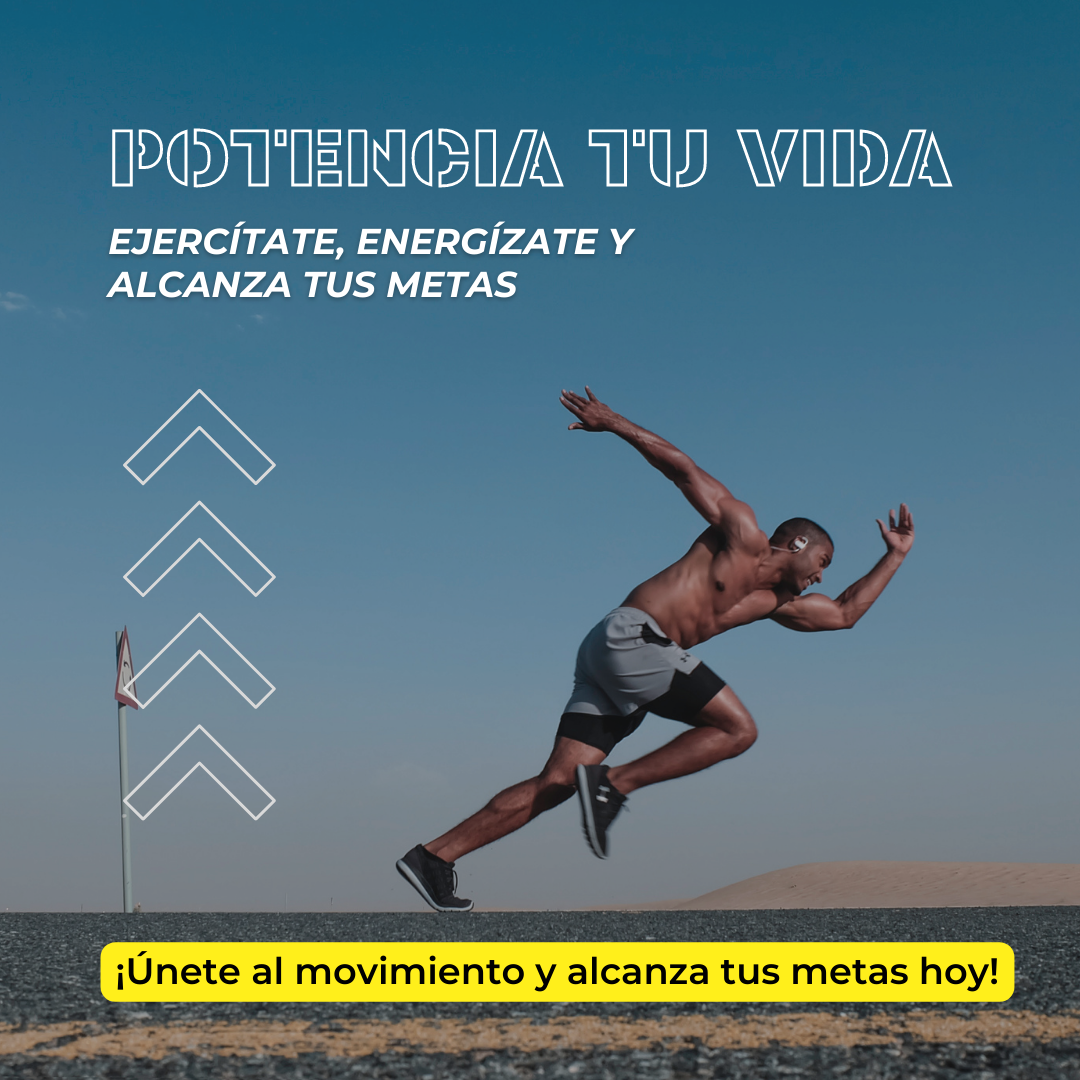 POTENCIA TU VIDA
EJERCÍTATE, ENERGÍZATE Y
ALCANZA TUS METAS
¡Únete al movimiento y alcanza tus metas hoy!